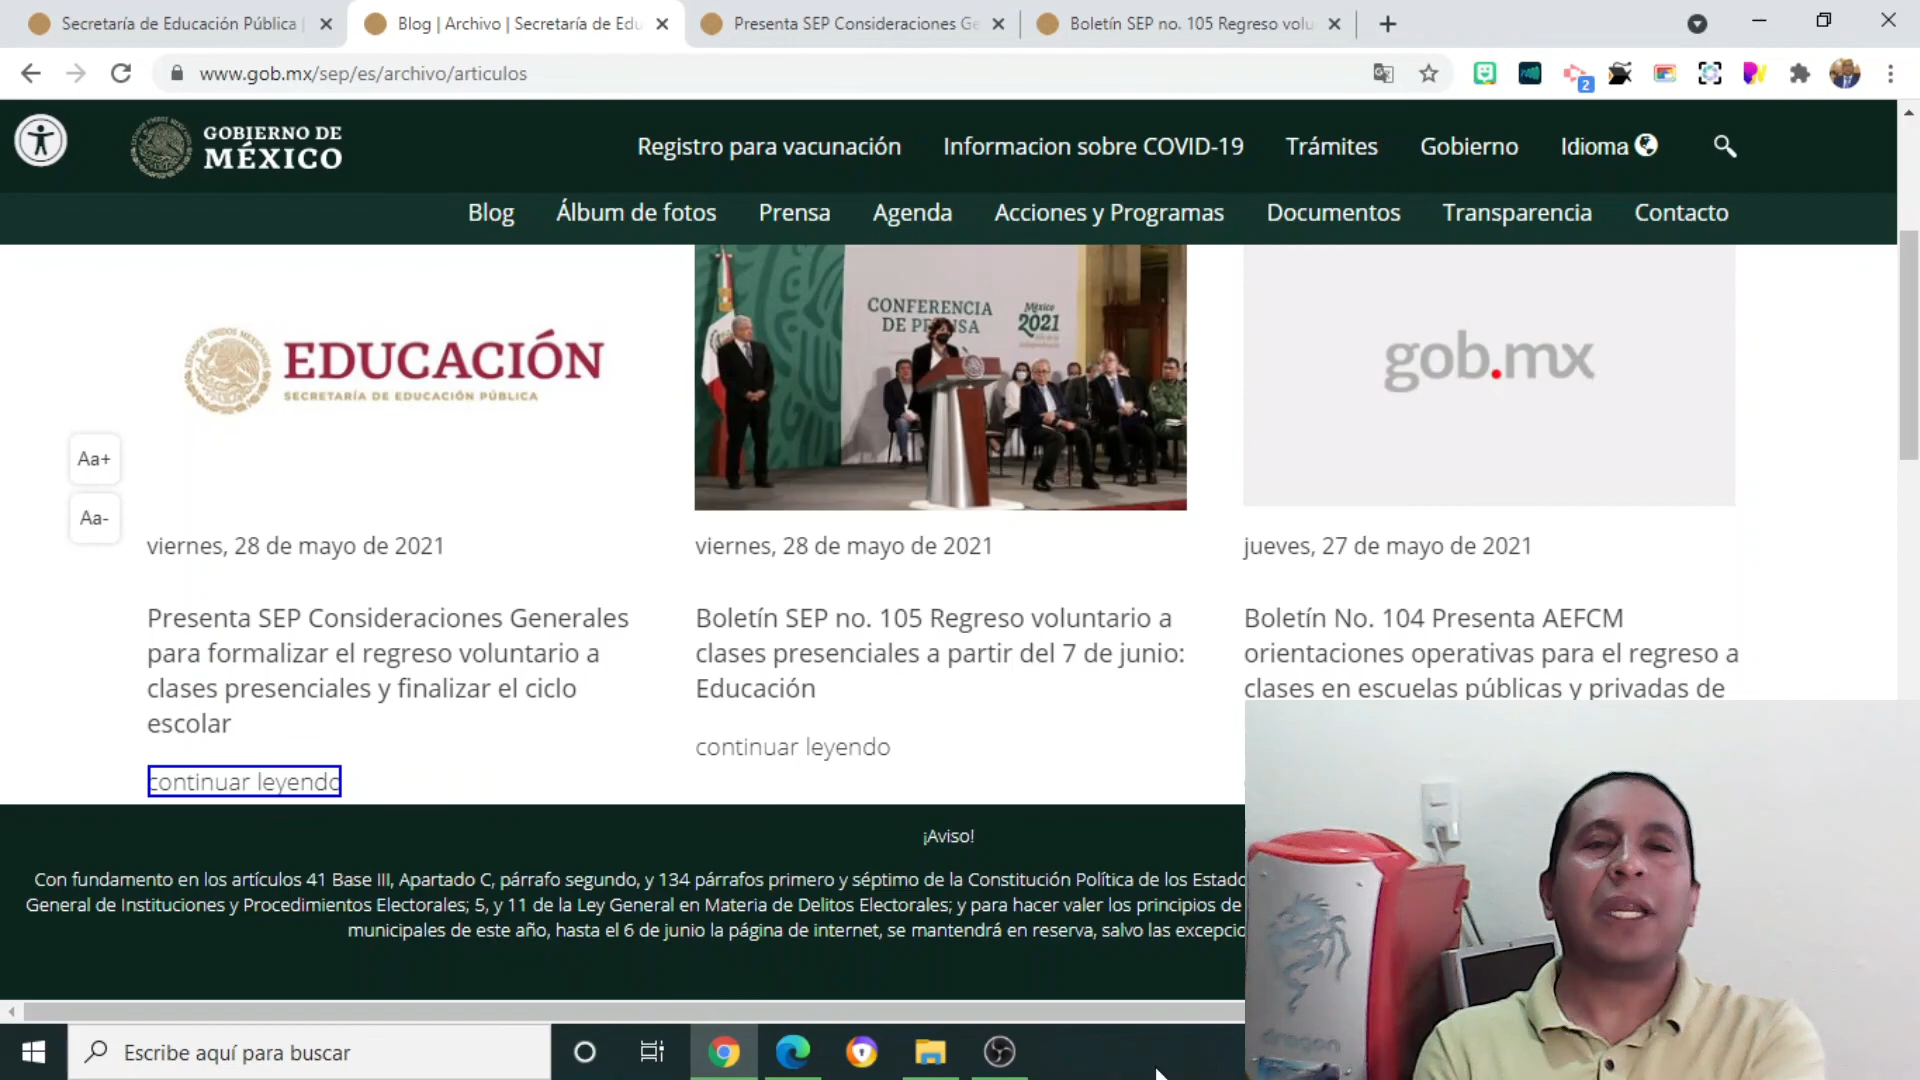 Secretaría de Educación Pública |
Blog | Archivo | Secretaría de Edu
Presenta SEP Consideraciones Ge
Boletín SEP no. 105 Regreso volu
www.gob.mx/sep/es/archivo/articulos
2
GOBIERNO DE
MÉXICO
Registro para vacunación
Informacion sobre COVID-19
Trámites
Gobierno
Idioma
Blog
Álbum de fotos
Prensa
Agenda
Acciones y Programas
Documentos
Transparencia
Contacto
EDUCACIÓN
SECRETARÍA DE EDUCACIÓN PÚBLICA
CONFERENCIA
DE PRENSA
México
2021
gob.mx
Aa+
Aa-
viernes, 28 de mayo de 2021
Presenta SEP Consideraciones Generales
para formalizar el regreso voluntario a
clases presenciales y finalizar el ciclo
escolar
continuar leyendo
viernes, 28 de mayo de 2021
Boletín SEP no. 105 Regreso voluntario a
clases presenciales a partir del 7 de junio:
Educación
continuar leyendo
jueves, 27 de mayo de 2021
Boletín No. 104 Presenta AEFCM
orientaciones operativas para el regreso a
clases en escuelas públicas y privadas de
¡Aviso!
Con fundamento en los artículos 41 Base III, Apartado C, párrafo segundo, y 134 párrafos primero y séptimo de la Constitución Política de los Estado
General de Instituciones y Procedimientos Electorales; 5, y 11 de la Ley General en Materia de Delitos Electorales; y para hacer valer los principios de
municipales de este año, hasta el 6 de junio la página de internet, se mantendrá en reserva, salvo las excepcio
dragon
Escribe aquí para buscar